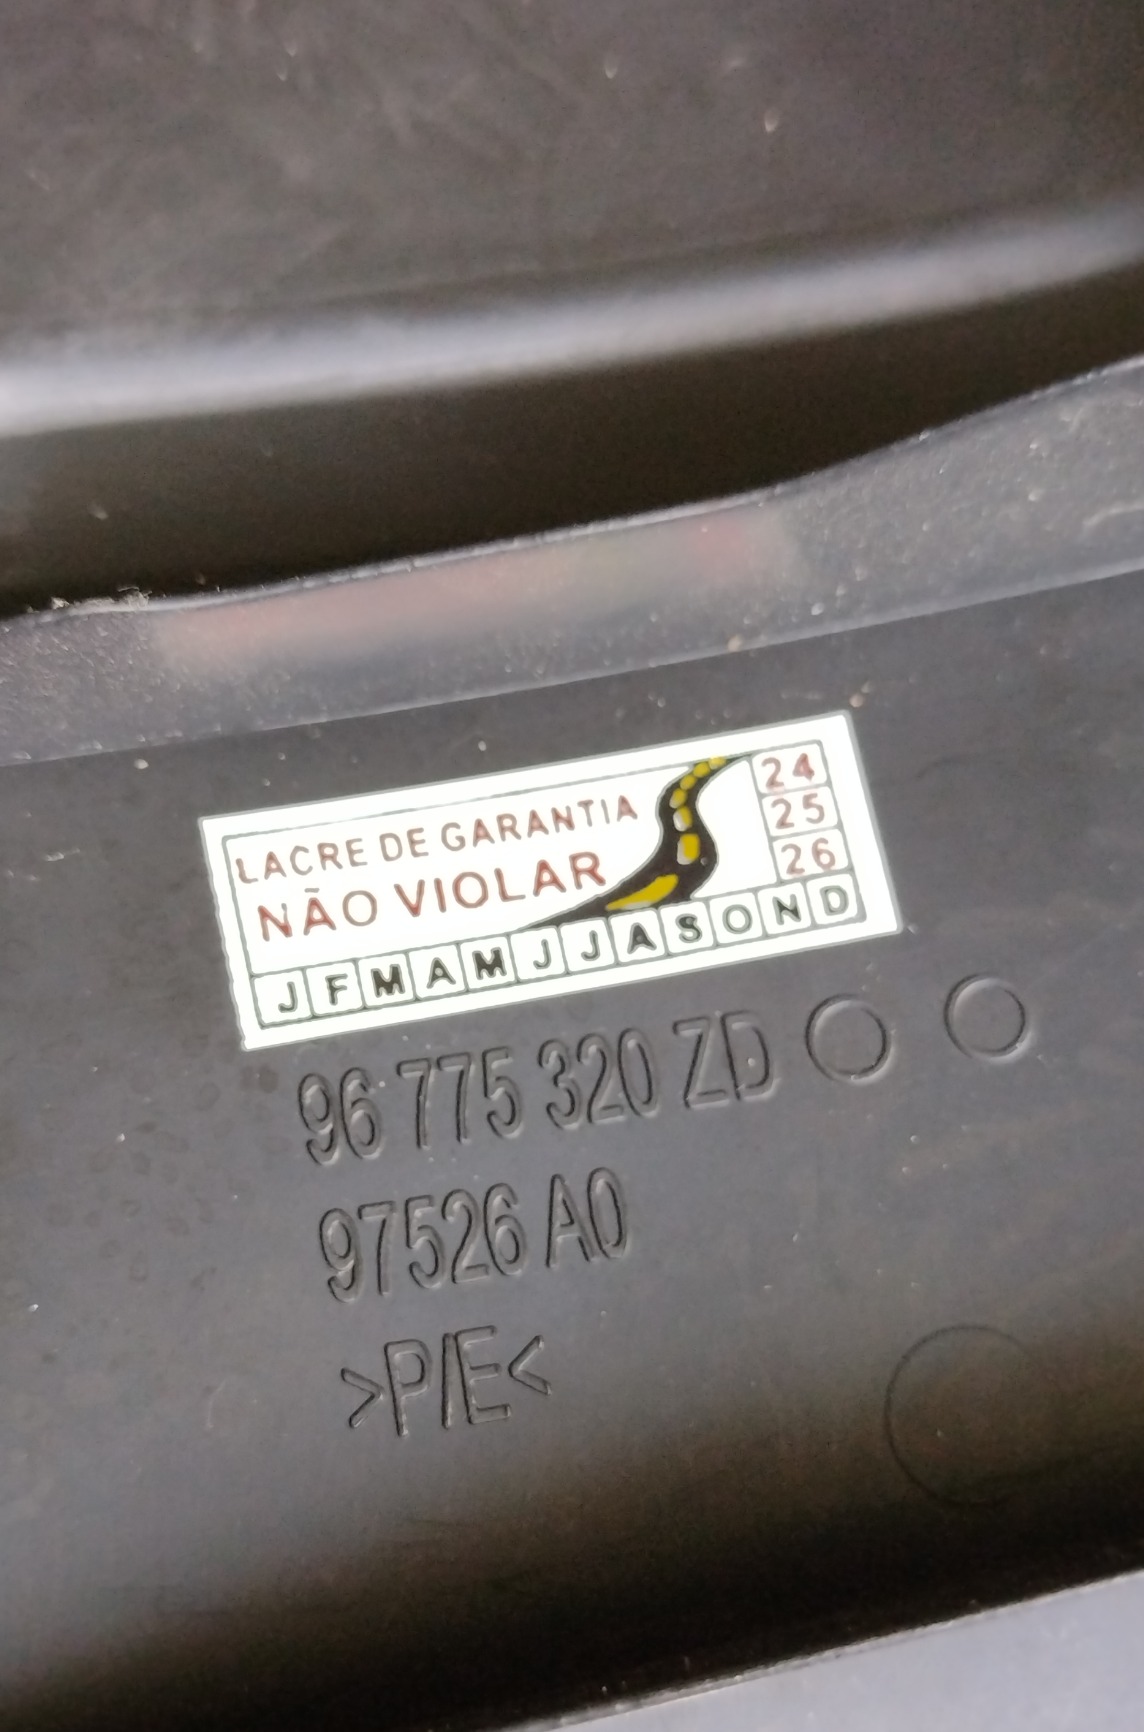 LACRE DE GARANTIA
NÃO VIOLAR
24
25
26
J F M A M J J A S O N D
96 775 320 ZD
97526 A0
>P/E<